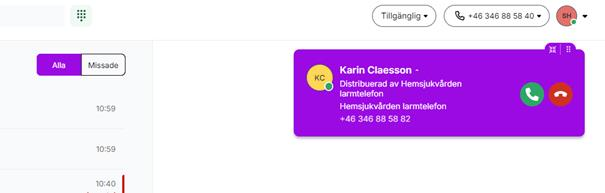 Tillgänglig
+46 346 88 58 40
SH
Alla
Missade
10:59
10:59
10:40
KC
Karin Claesson -
Distribuerad av Hemsjukvården
larmtelefon
Hemsjukvården larmtelefon
+46 346 88 58 82